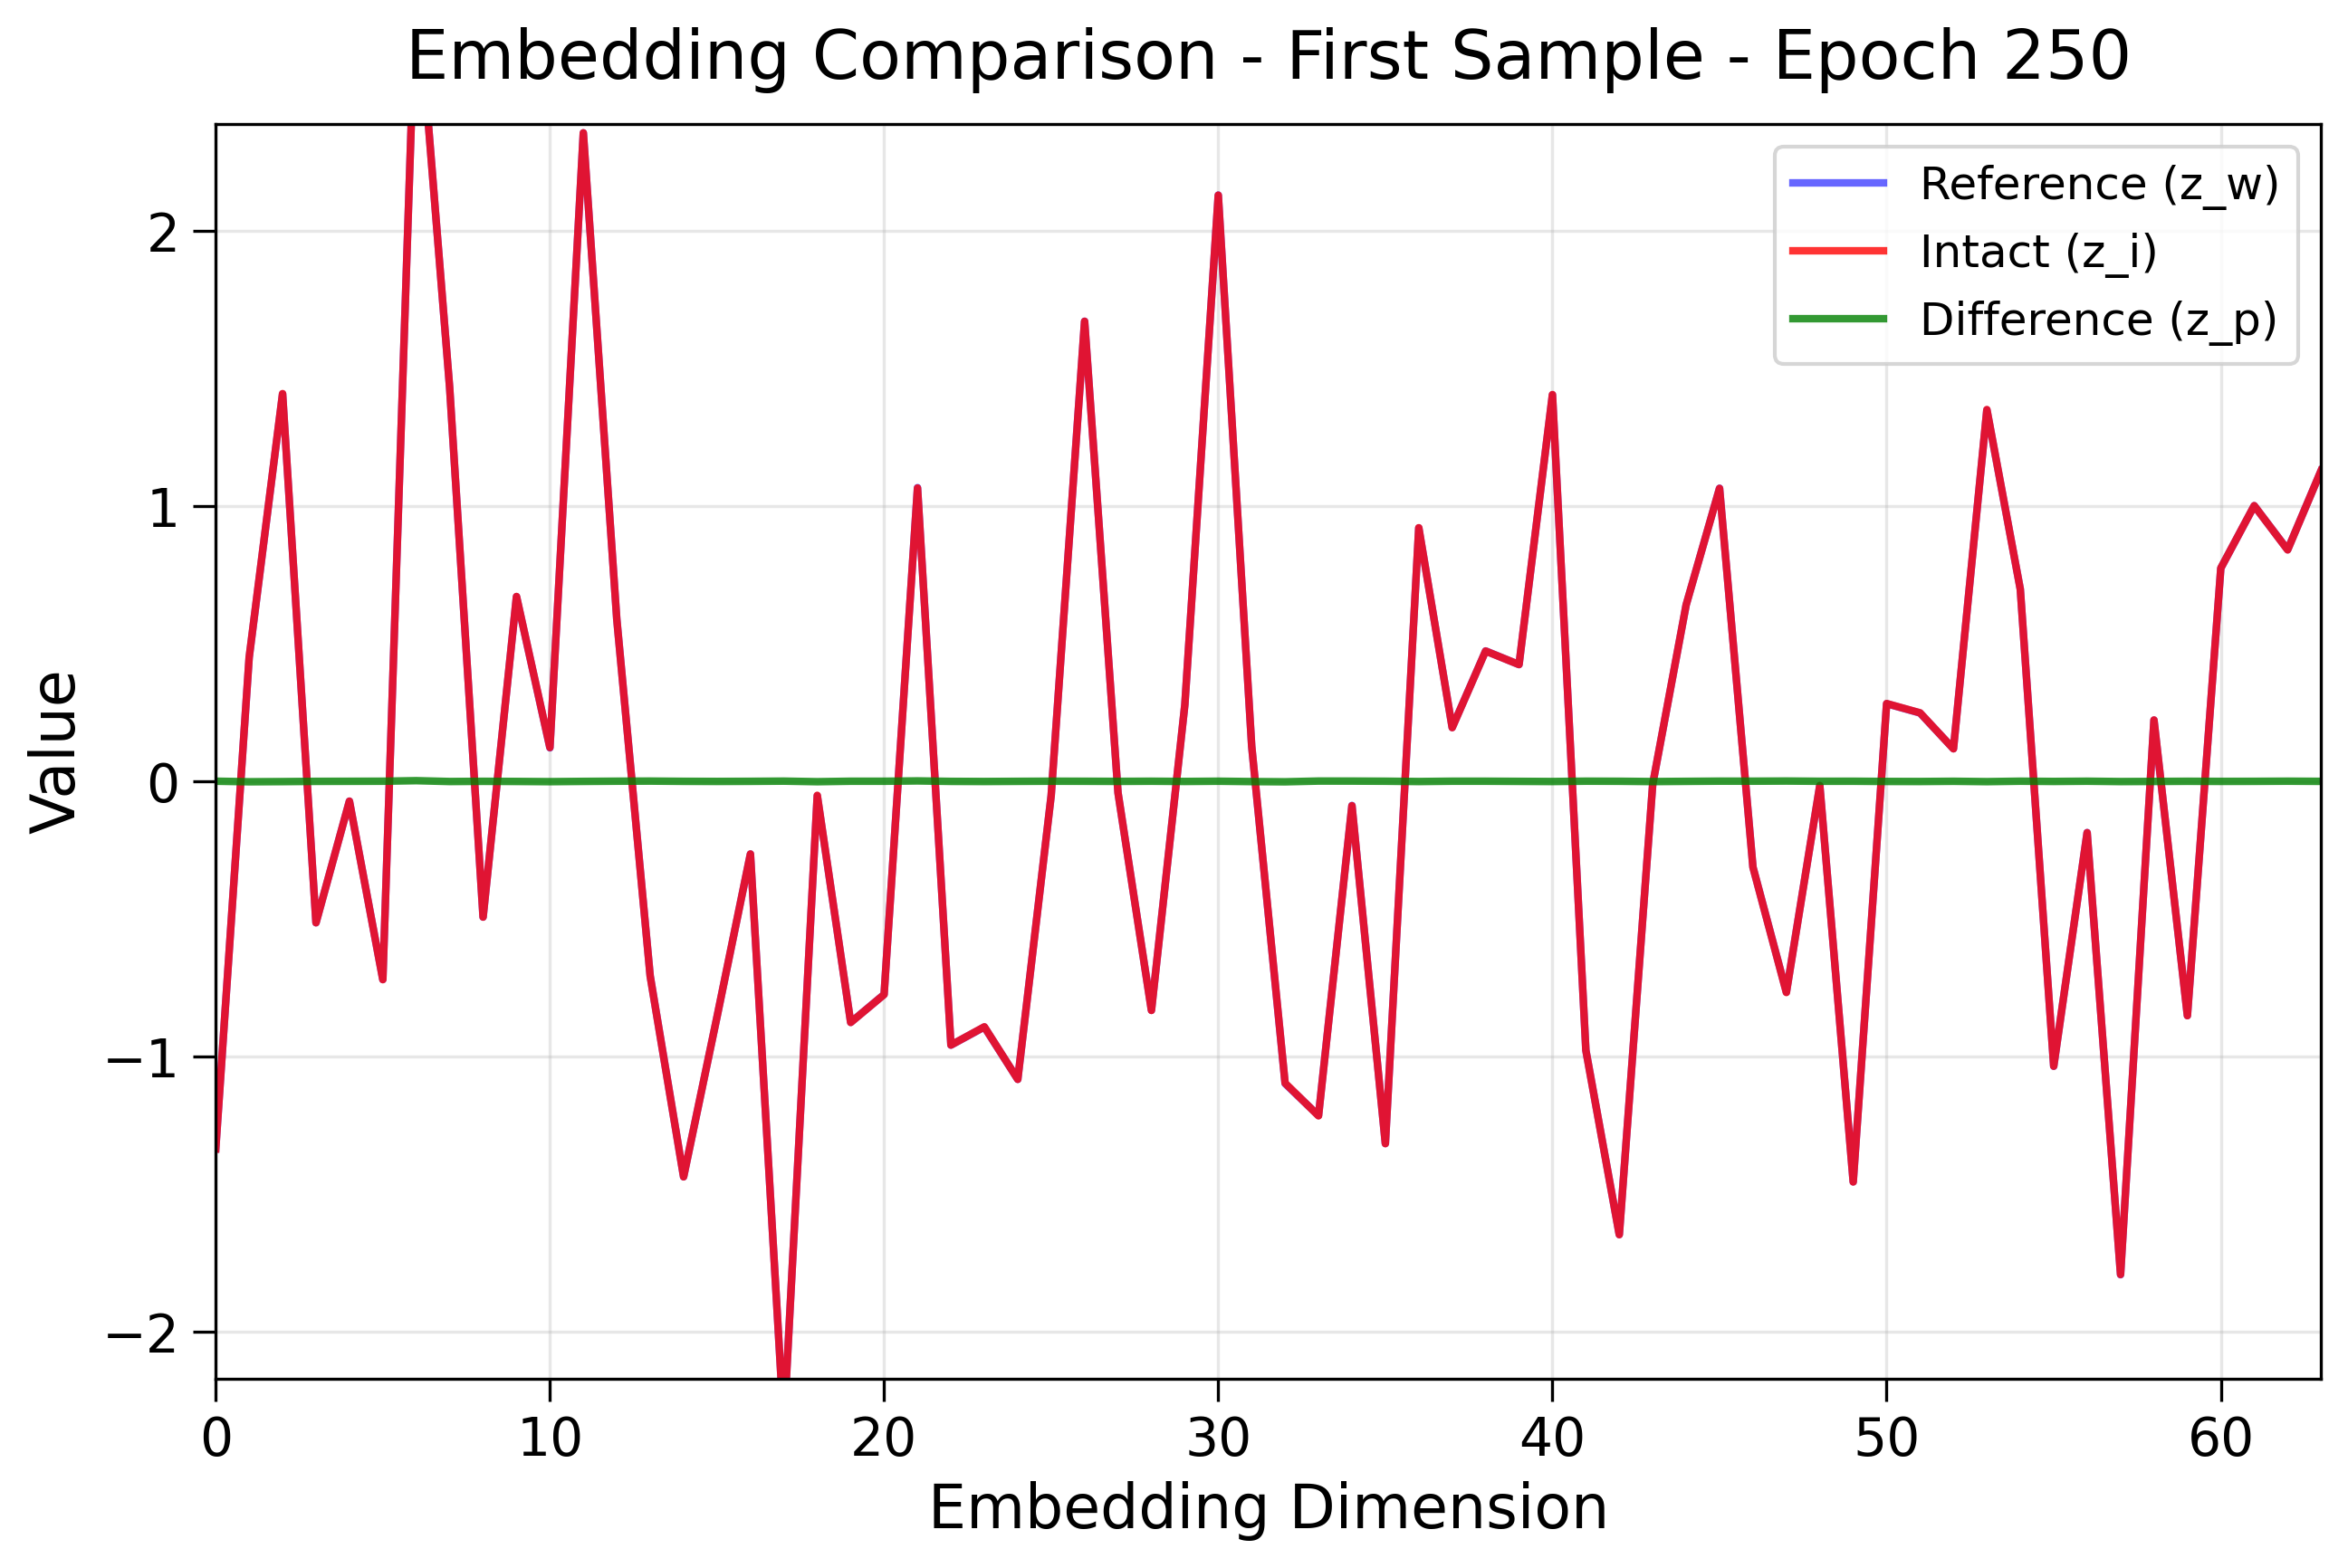 Embedding Comparison - First Sample - Epoch 250
Reference (z_w)
Intact (z_i)
Difference (z_p)
Value
2
1
0
−1
−2
0 10 20 30 40 50 60
Embedding Dimension